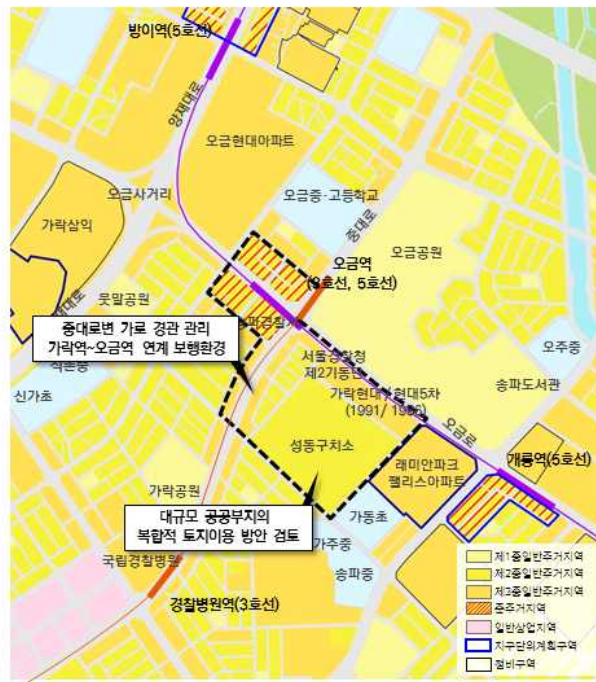 방이역(5호선)
양재대로
오금현대아파트
오금사거리
오금중·고등학교
중대로
가락삼익
오금공원
오금역
(3호선, 5호선)
못말공원
중대로변 가로 경관 관리
가락역~오금역 연계 보행환경
서울경찰청
제2기동단
오주중
신가초
가락현대/현대5차
(1991/ 1986)
송파도서관
성동구치소
오금로
래미안파크
팰리스아파트
개롱역(5호선)
가락공원
대규모 공공부지의
복합적 토지이용 방안 검토
가동초
가주중
국립경찰병원
송파중
경찰병원역(3호선)
제1종일반주거지역
제2종일반주거지역
제3종일반주거지역
준주거지역
일반상업지역
지구단위계획구역
정비구역